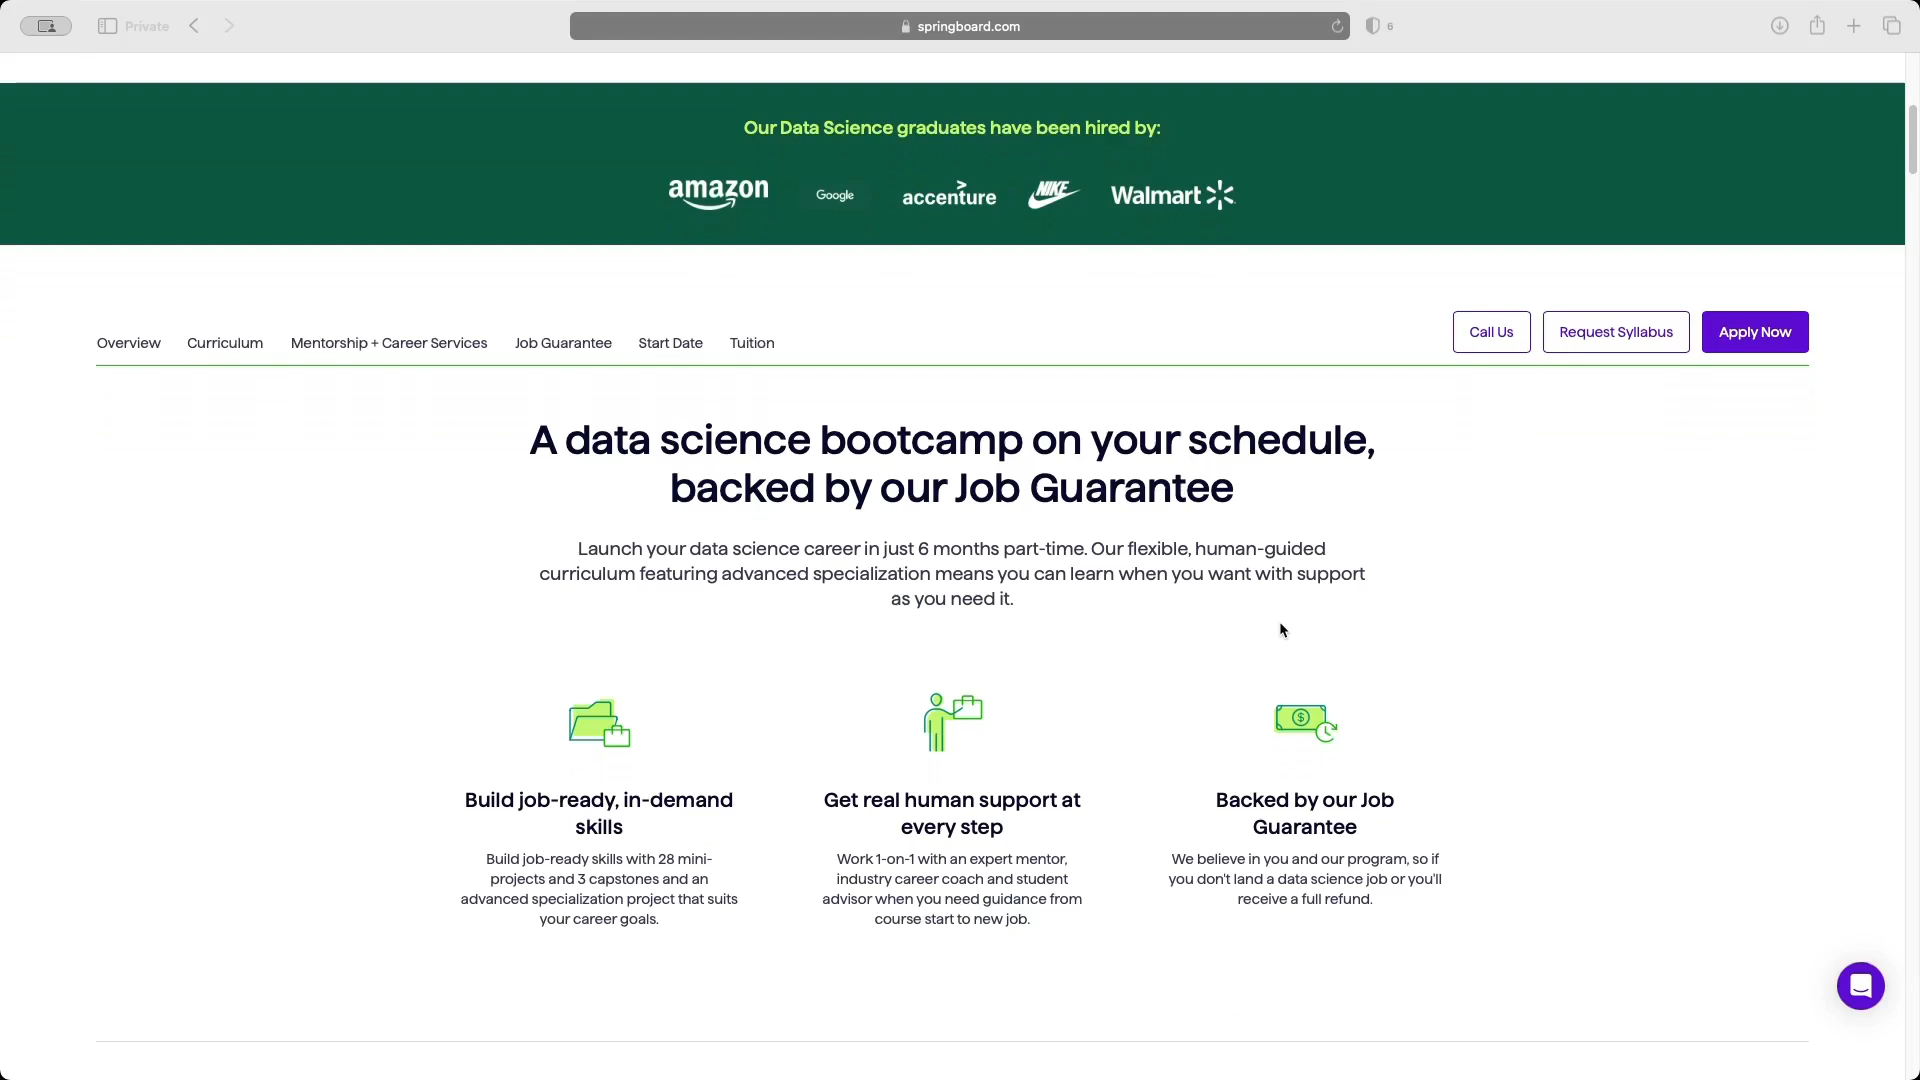 Private
springboard.com
6
Our Data Science graduates have been hired by:
amazon Google accenture NIKE Walmart
Overview Curriculum Mentorship + Career Services Job Guarantee Start Date Tuition
Call Us Request Syllabus Apply Now
A data science bootcamp on your schedule,
backed by our Job Guarantee
Launch your data science career in just 6 months part-time. Our flexible, human-guided
curriculum featuring advanced specialization means you can learn when you want with support
as you need it.
Build job-ready, in-demand
skills
Build job-ready skills with 28 mini-
projects and 3 capstones and an
advanced specialization project that suits
your career goals.
Get real human support at
every step
Work 1-on-1 with an expert mentor,
industry career coach and student
advisor when you need guidance from
course start to new job.
Backed by our Job
Guarantee
We believe in you and our program, so if
you don't land a data science job or you'll
receive a full refund.